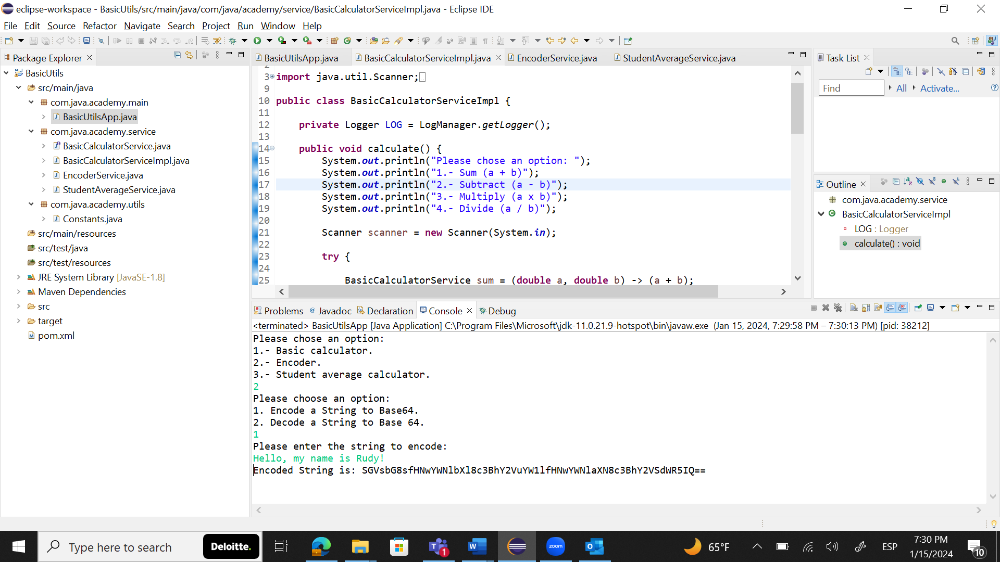 eclipse-workspace - BasicUtils/src/main/java/com/java/academy/service/BasicCalculatorServiceImpl.java - Eclipse IDE
File Edit Source Refactor Navigate Search Project Run Window Help
Package Explorer
BasicUtils
src/main/java
com.java.academy.main
BasicUtilsApp.java
com.java.academy.service
BasicCalculatorService.java
BasicCalculatorServiceImpl.java
EncoderService.java
StudentAverageService.java
com.java.academy.utils
Constants.java
src/main/resources
src/test/java
src/test/resources
JRE System Library [JavaSE-1.8]
Maven Dependencies
src
target
pom.xml
BasicUtilsApp.java BasicCalculatorServiceImpl.java EncoderService.java StudentAverageService.java
2
3 import java.util.Scanner;
9
10 public class BasicCalculatorServiceImpl {
11
12 private Logger LOG = LogManager.getLogger();
13
14 public void calculate() {
15 System.out.println("Please chose an option: ");
16 System.out.println("1.- Sum (a + b)");
17 System.out.println("2.- Subtract (a - b)");
18 System.out.println("3.- Multiply (a x b)");
19 System.out.println("4.- Divide (a / b)");
20
21 Scanner scanner = new Scanner(System.in);
22
23 try {
24
25 BasicCalculatorService sum = (double a, double b) -> (a + b);
Task List
Find All Activate...
Outline
com.java.academy.service
BasicCalculatorServiceImpl
LOG : Logger
calculate() : void
Problems Javadoc Declaration Console Debug
<terminated> BasicUtilsApp [Java Application] C:\Program Files\Microsoft\jdk-11.0.21.9-hotspot\bin\javaw.exe (Jan 15, 2024, 7:29:58 PM – 7:30:13 PM) [pid: 38212]
Please chose an option:
1.- Basic calculator.
2.- Encoder.
3.- Student average calculator.
2
Please choose an option:
1. Encode a String to Base64.
2. Decode a String to Base 64.
1
Please enter the string to encode:
Hello, my name is Rudy!
Encoded String is: SGVsbG8sfHNwYWNlbXl8c3BhY2VuYW1lfHNwYWNlaXN8c3BhY2VSdWR5IQ==
Type here to search
Deloitte.
1
W
zoom
65°F
ESP
7:30 PM
1/15/2024
10